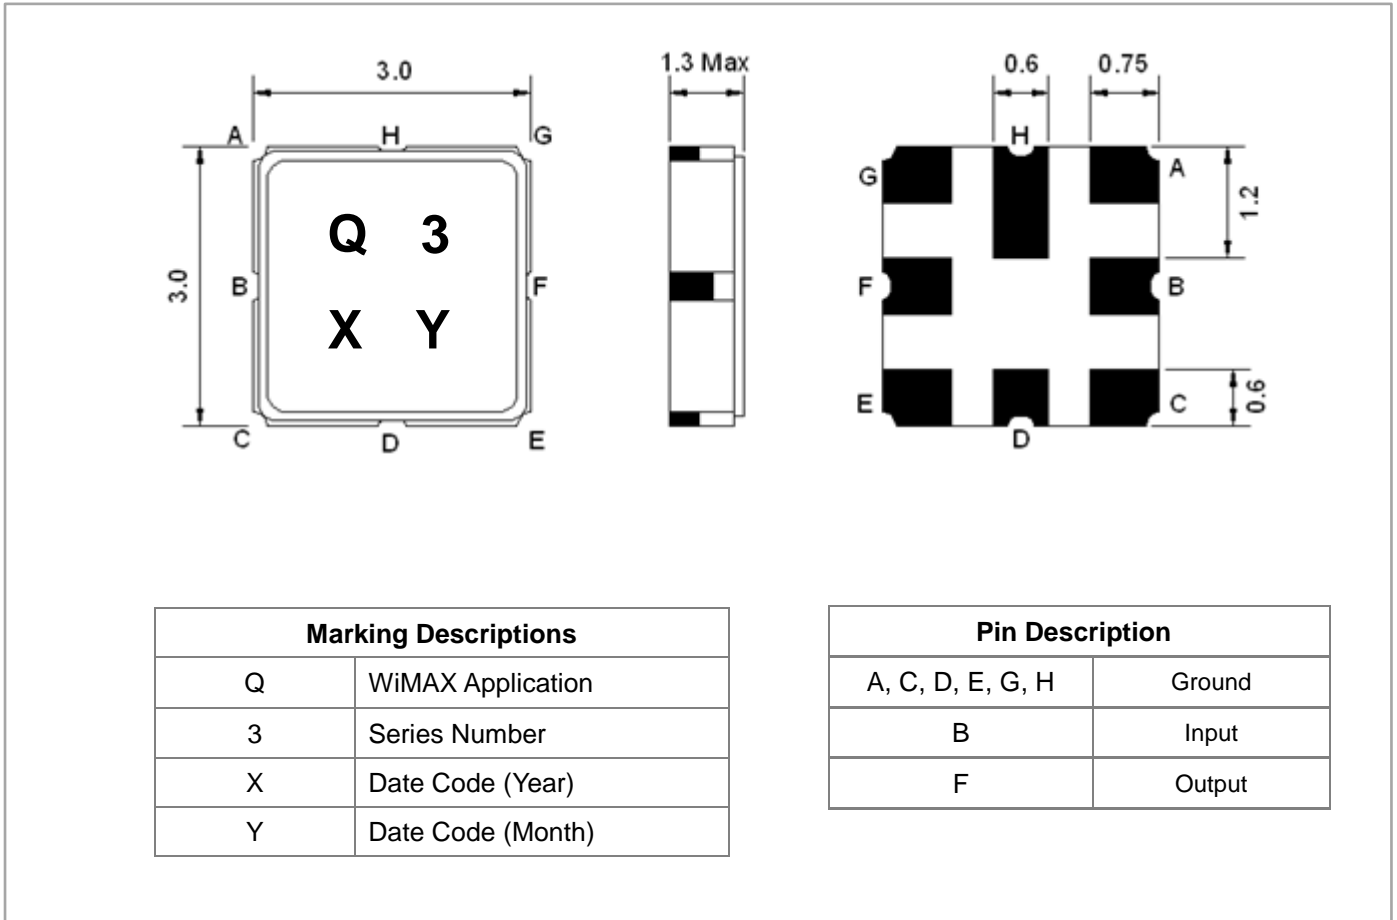 3.0
1.3 Max
0.6 0.75
A H G
H
G A
Q 3
1.2
3.0
B F
F B
X Y
E C
0.6
C D E
D
Marking Descriptions
Q WiMAX Application
3 Series Number
X Date Code (Year)
Y Date Code (Month)
Pin Description
A, C, D, E, G, H Ground
B Input
F Output